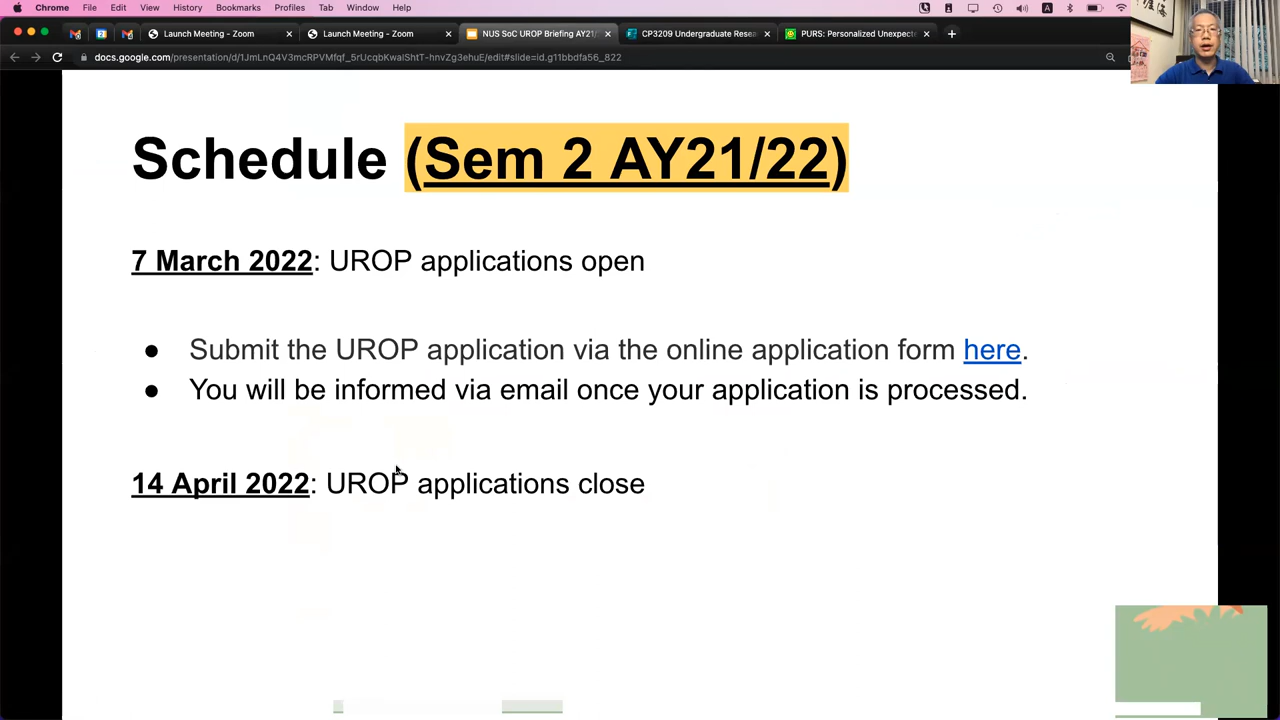 Chrome File Edit View History Bookmarks Profiles Tab Window Help
Launch Meeting - Zoom Launch Meeting - Zoom NUS SoC UROP Briefing AY21/ CP3209 Undergraduate Resea PURS: Personalized Unexpecte
docs.google.com/presentation/d/1JmLnQ4V3mcRPVMfqf_5rUcqbKwaIShtT-hnvZg3ehuE/edit#slide=id.g11bbdfa56_822
Schedule (Sem 2 AY21/22)
7 March 2022: UROP applications open
● Submit the UROP application via the online application form here.
● You will be informed via email once your application is processed.
14 April 2022: UROP applications close